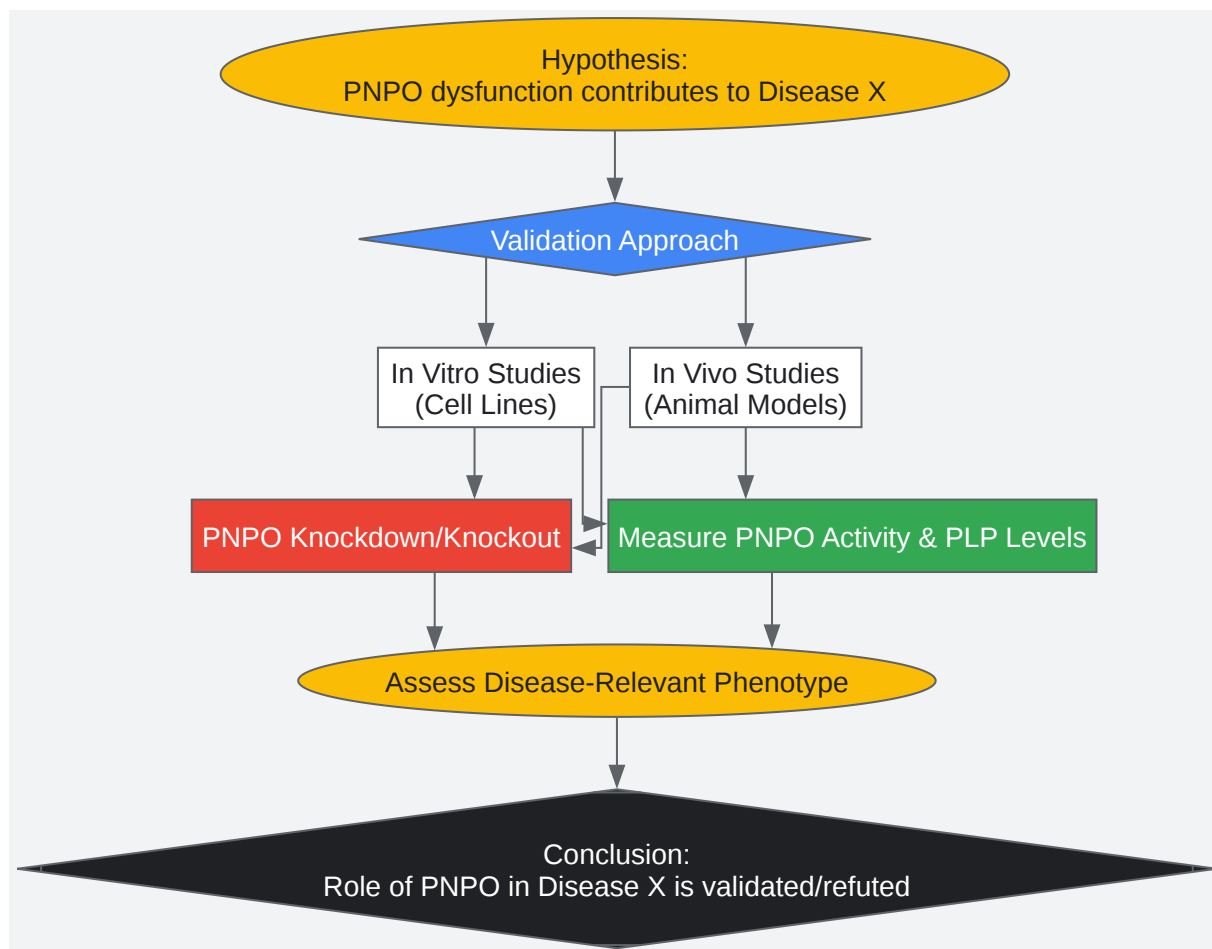 Hypothesis:
PNPO dysfunction contributes to Disease X
Validation Approach
In Vitro Studies
(Cell Lines)
In Vivo Studies
(Animal Models)
PNPO Knockdown/Knockout
Measure PNPO Activity & PLP Levels
Assess Disease-Relevant Phenotype
Conclusion:
Role of PNPO in Disease X is validated/refuted